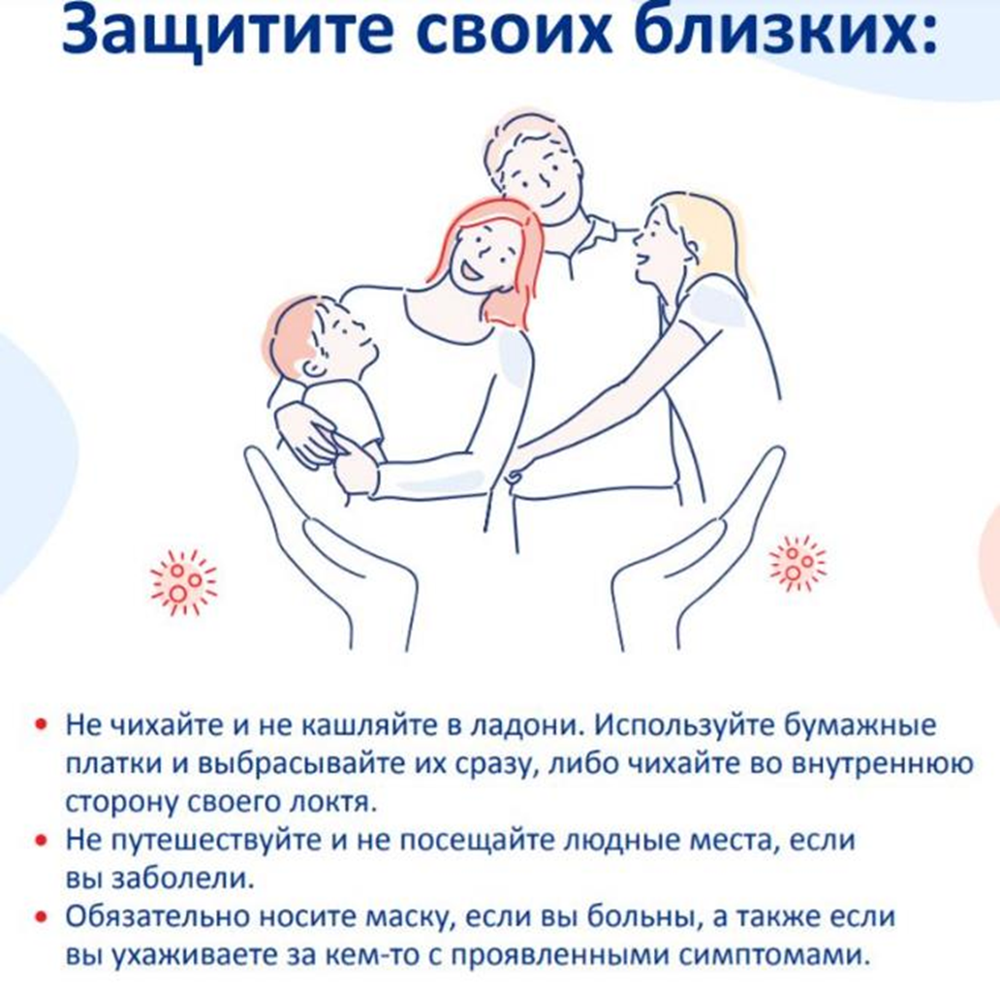 Защитите своих близких:
• Не чихайте и не кашляйте в ладони. Используйте бумажные
платки и выбрасывайте их сразу, либо чихайте во внутреннюю
сторону своего локтя.
• Не путешествуйте и не посещайте людные места, если
вы заболели.
• Обязательно носите маску, если вы больны, а также если
вы ухаживаете за кем-то с проявленными симптомами.